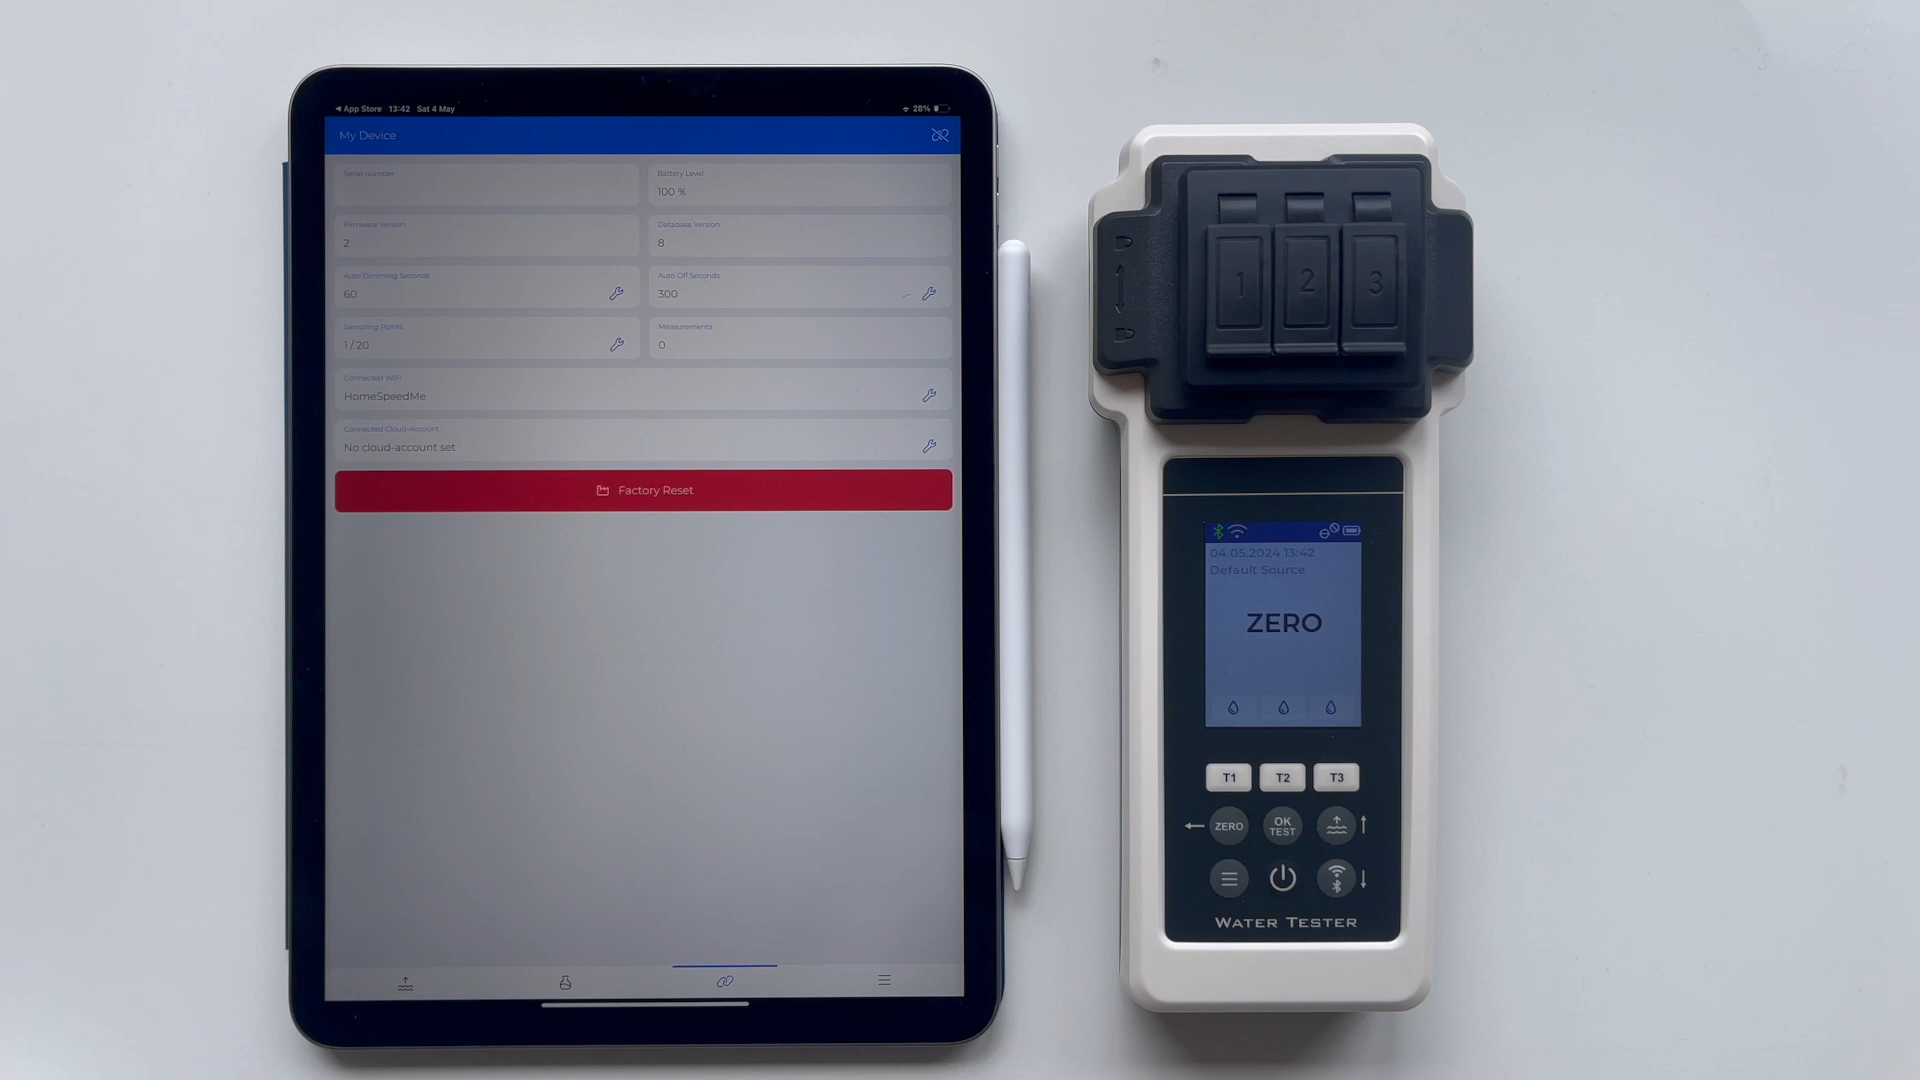 App Store 13:42 Sat 4 May
28%
My Device
Serial number
Battery Level
100 %
Firmware Version
2
Database Version
8
Auto Dimming Seconds
60
Auto Off Seconds
300
Sampling Points
1 / 20
Measurements
0
Connected WiFi
HomeSpeedMe
Connected Cloud-Account
No cloud-account set
Factory Reset
1 2 3
04.05.2024 13:42
Default Source
ZERO
T1 T2 T3
ZERO
OK
TEST
WATER TESTER